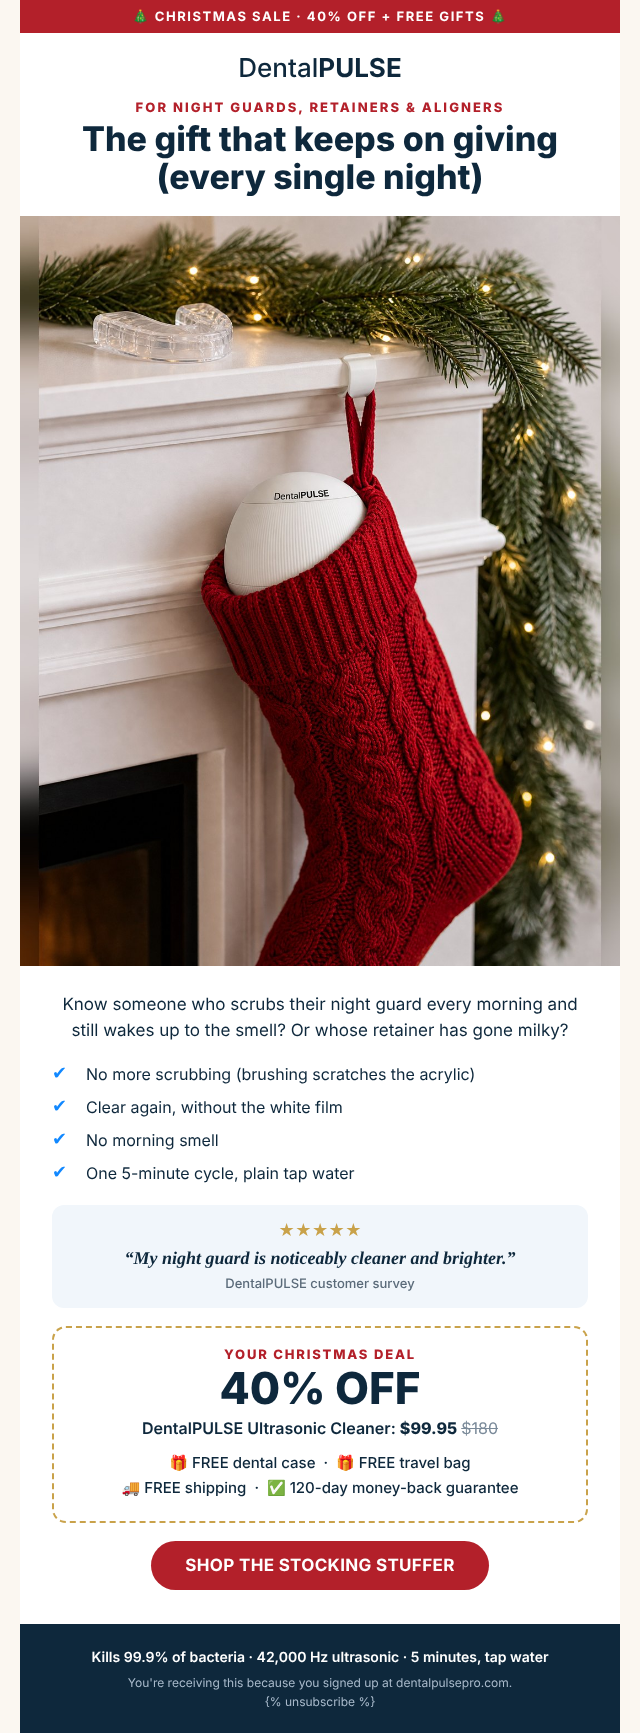 🎄 CHRISTMAS SALE · 40% OFF + FREE GIFTS 🎄
DentalPULSE
FOR NIGHT GUARDS, RETAINERS & ALIGNERS
The gift that keeps on giving
(every single night)
DentalPULSE
Know someone who scrubs their night guard every morning and
still wakes up to the smell? Or whose retainer has gone milky?
✔ No more scrubbing (brushing scratches the acrylic)
✔ Clear again, without the white film
✔ No morning smell
✔ One 5-minute cycle, plain tap water
★★★★★
“My night guard is noticeably cleaner and brighter.”
DentalPULSE customer survey
YOUR CHRISTMAS DEAL
40% OFF
DentalPULSE Ultrasonic Cleaner: $99.95 $180
🎁 FREE dental case · 🎁 FREE travel bag
🚚 FREE shipping · ✅ 120-day money-back guarantee
SHOP THE STOCKING STUFFER
Kills 99.9% of bacteria · 42,000 Hz ultrasonic · 5 minutes, tap water
You're receiving this because you signed up at dentalpulsepro.com.
{% unsubscribe %}